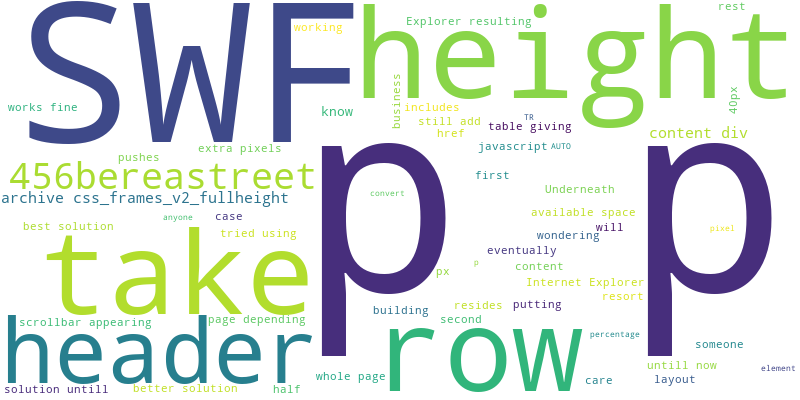 SWF
height
rest
Explorer resulting
working
works fine
know
business
includes
40px
still add
TR
href
table giving
content div
extra pixels
pushes
javascript
AUTO
p
p
456bereastreet
first
Underneath
archive css_frames_v2_fullheight
convert
anyone
case
available space
best solution
will
pixel
tried using
wondering
take
eventually
px
p
content
Internet Explorer
resort
resides
putting
building
header
scrollbar appearing
page depending
second
row
percentage
someone
whole page
untill now
element
care
layout
solution untill
better solution
half